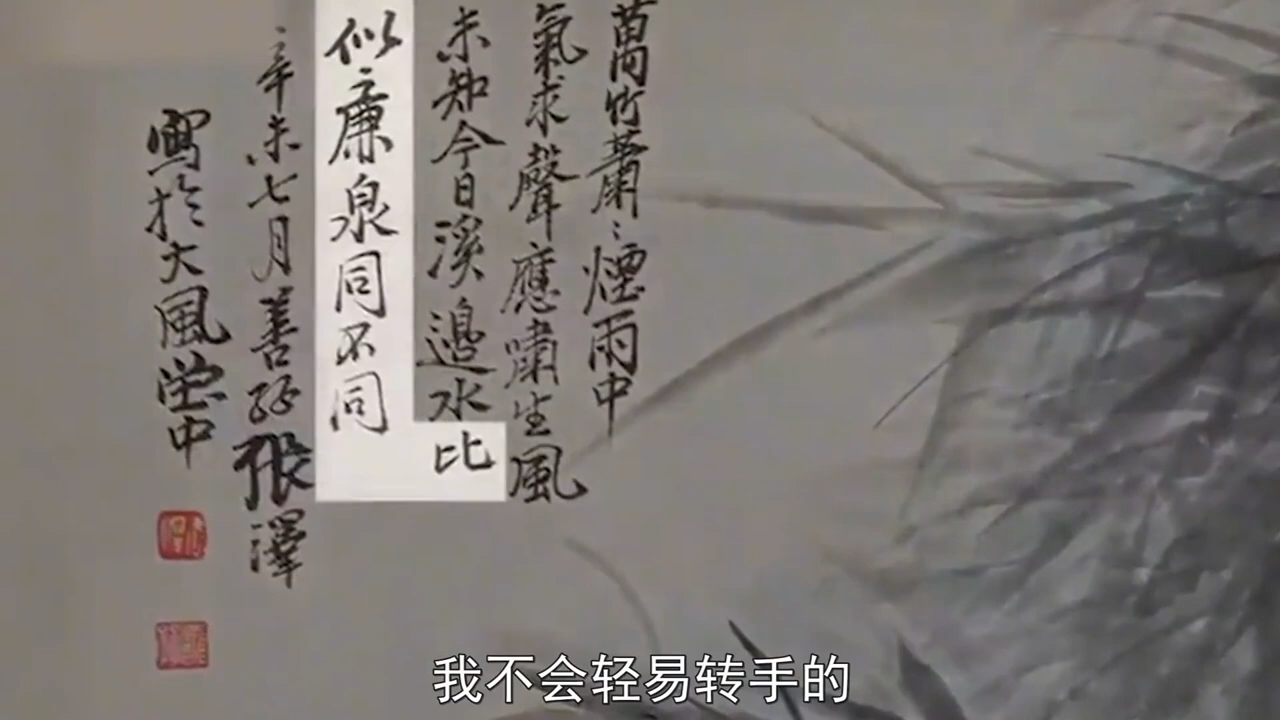 萬竹蕭〻煙雨中
氣求聲應嘯生風
未知今日溪邊水比
似廉泉同不同
辛未七月善孖張澤
寫於大風堂中
我不会轻易转手的